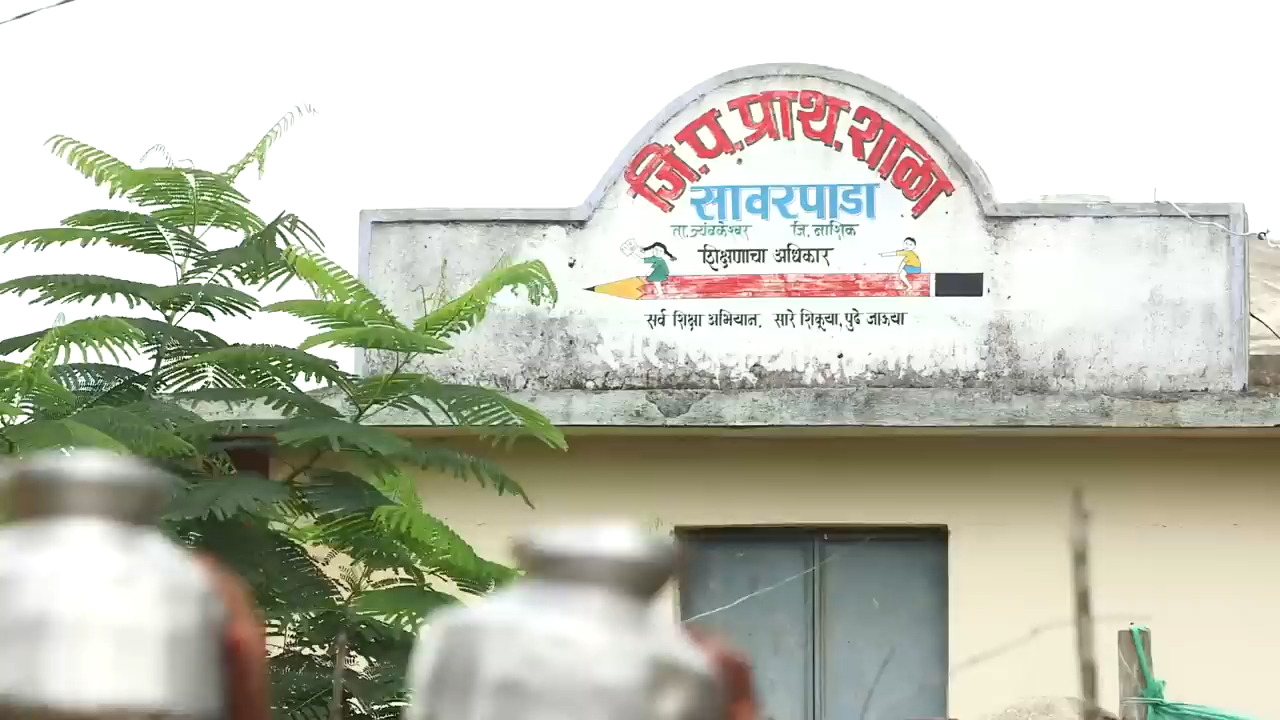 जि.प.प्राथ.शाळा
सावरपाडा
ता.त्र्यंबकेश्वर जि.नाशिक
शिक्षणाचा अधिकार
सर्व शिक्षा अभियान. सारे शिकूया, पुढे जाऊया